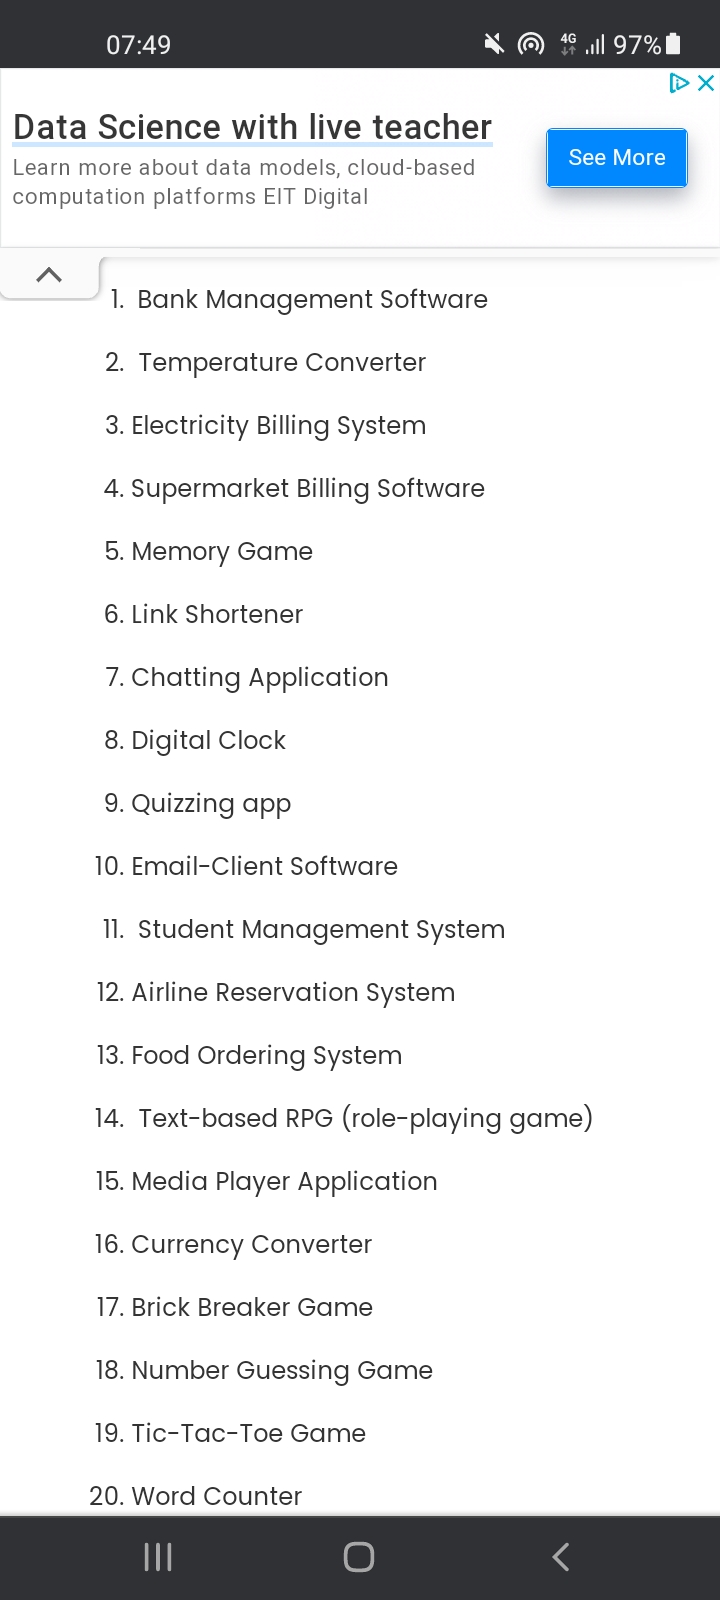 07:49
4G
97%
Data Science with live teacher
Learn more about data models, cloud-based
computation platforms EIT Digital
See More
1. Bank Management Software
2. Temperature Converter
3. Electricity Billing System
4. Supermarket Billing Software
5. Memory Game
6. Link Shortener
7. Chatting Application
8. Digital Clock
9. Quizzing app
10. Email-Client Software
11. Student Management System
12. Airline Reservation System
13. Food Ordering System
14. Text-based RPG (role-playing game)
15. Media Player Application
16. Currency Converter
17. Brick Breaker Game
18. Number Guessing Game
19. Tic-Tac-Toe Game
20. Word Counter